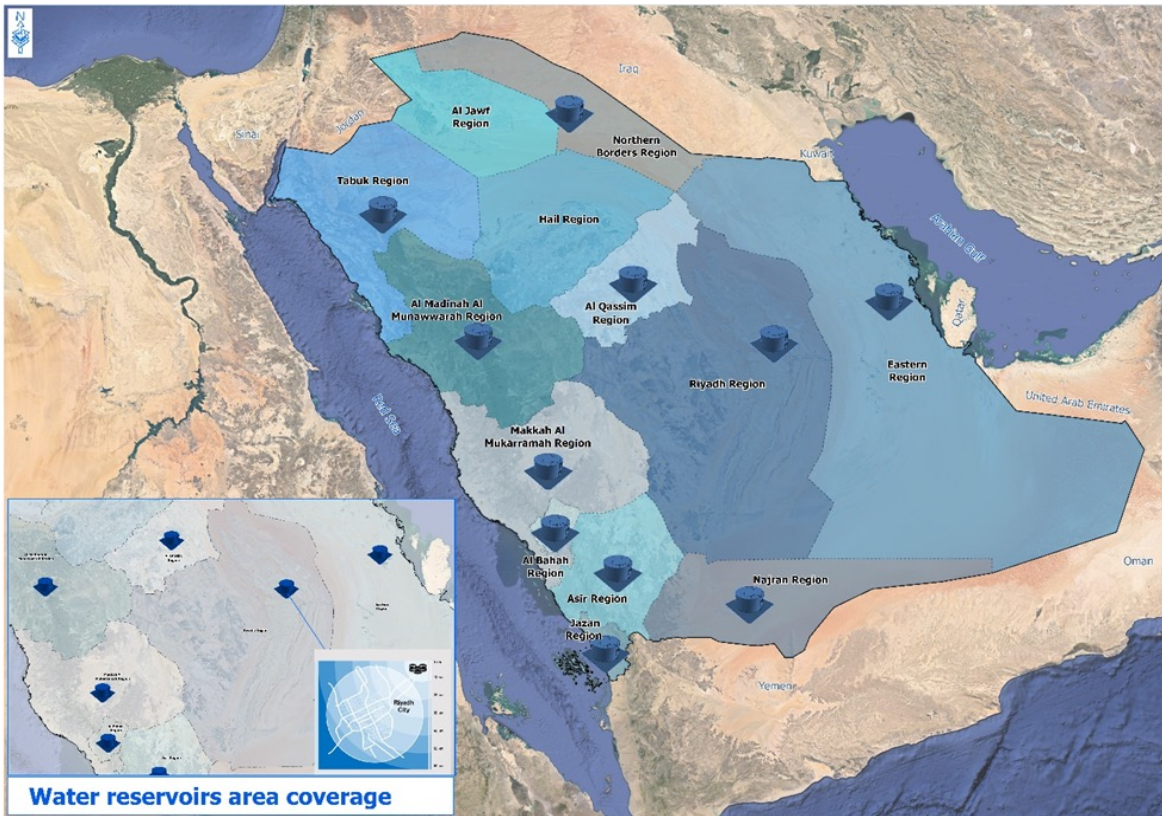 N
Iraq
Jordan
Sinai
Al Jawf
Region
Northern
Borders Region
Kuwait
Tabuk Region
Hail Region
Arabian Gulf
Al Madinah Al
Munawwarah Region
Al Qassim
Region
Qatar
Riyadh Region
Eastern
Region
United Arab Emirates
Red Sea
Makkah Al
Mukarramah Region
Al Bahah
Region
Asir Region
Najran Region
Oman
Jazan
Region
Yemen
Riyadh
City
Water reservoirs area coverage